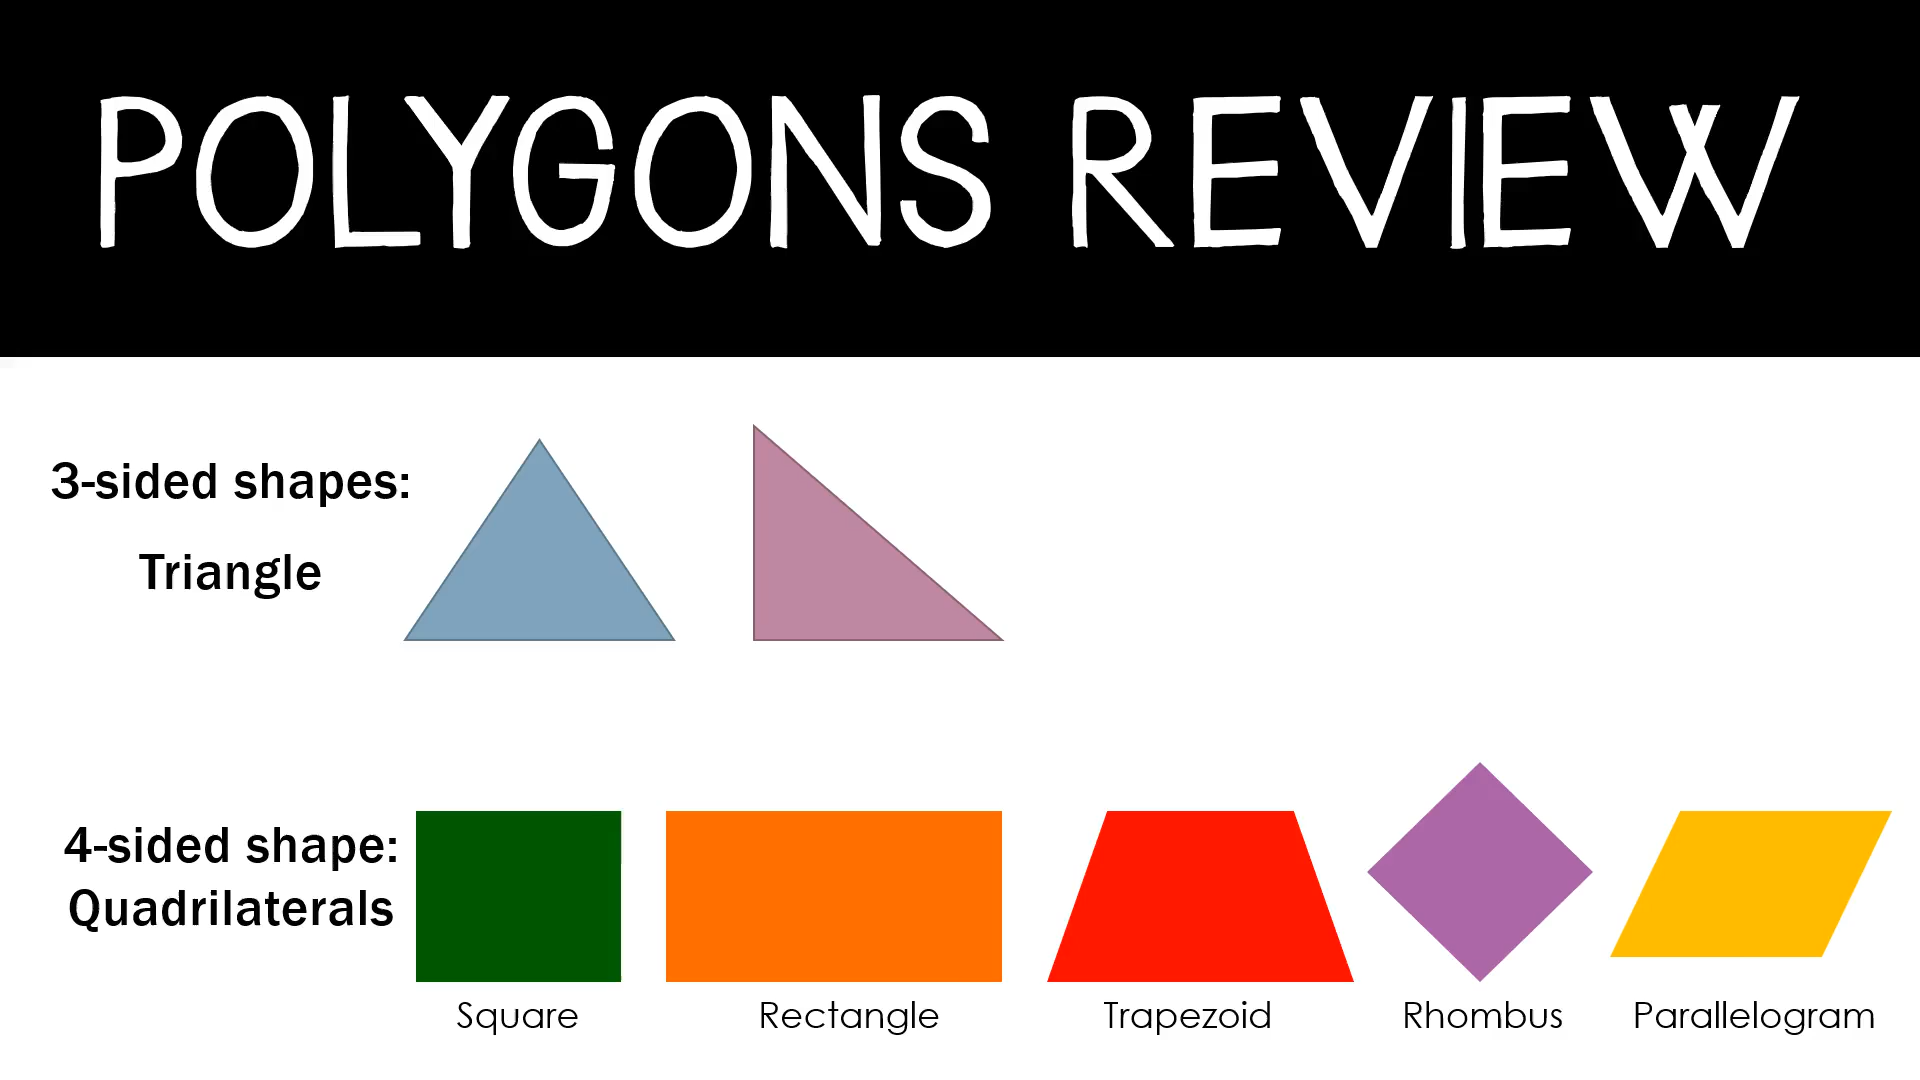 POLYGONS REVIEW
3-sided shapes:
Triangle
4-sided shape:
Quadrilaterals
Square
Rectangle
Trapezoid
Rhombus
Parallelogram